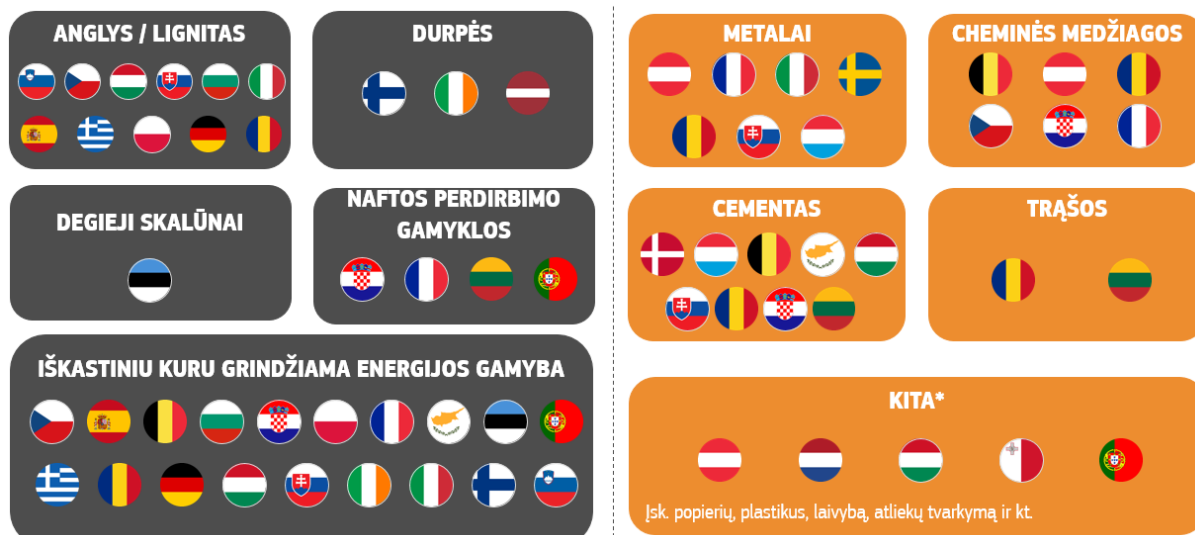 ANGLYS / LIGNITAS
DURPĖS
DEGIEJI SKALŪNAI
NAFTOS PERDIRBIMO
GAMYKLOS
IŠKASTINIU KURU GRINDŽIAMA ENERGIJOS GAMYBA
METALAI
CHEMINĖS MEDŽIAGOS
CEMENTAS
TRĄŠOS
KITA*
Įsk. popierių, plastikus, laivybą, atliekų tvarkymą ir kt.